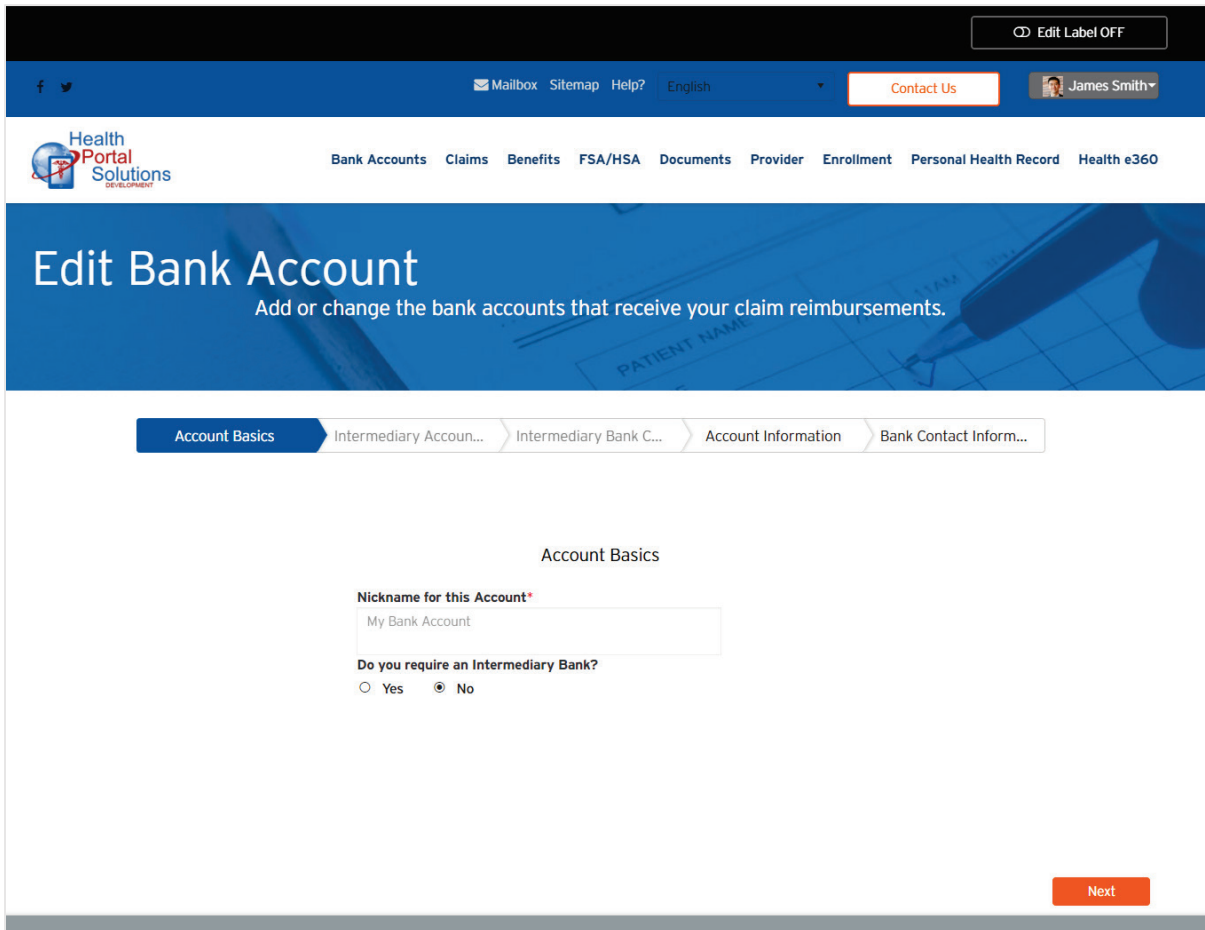 Edit Label OFF
Mailbox Sitemap Help? English Contact Us James Smith
Health
Portal
Solutions
DEVELOPMENT
Bank Accounts Claims Benefits FSA/HSA Documents Provider Enrollment Personal Health Record Health e360
Edit Bank Account
Add or change the bank accounts that receive your claim reimbursements.
PATIENT NAME
Account Basics Intermediary Accoun... Intermediary Bank C... Account Information Bank Contact Inform...
Account Basics
Nickname for this Account*
My Bank Account
Do you require an Intermediary Bank?
Yes No
Next